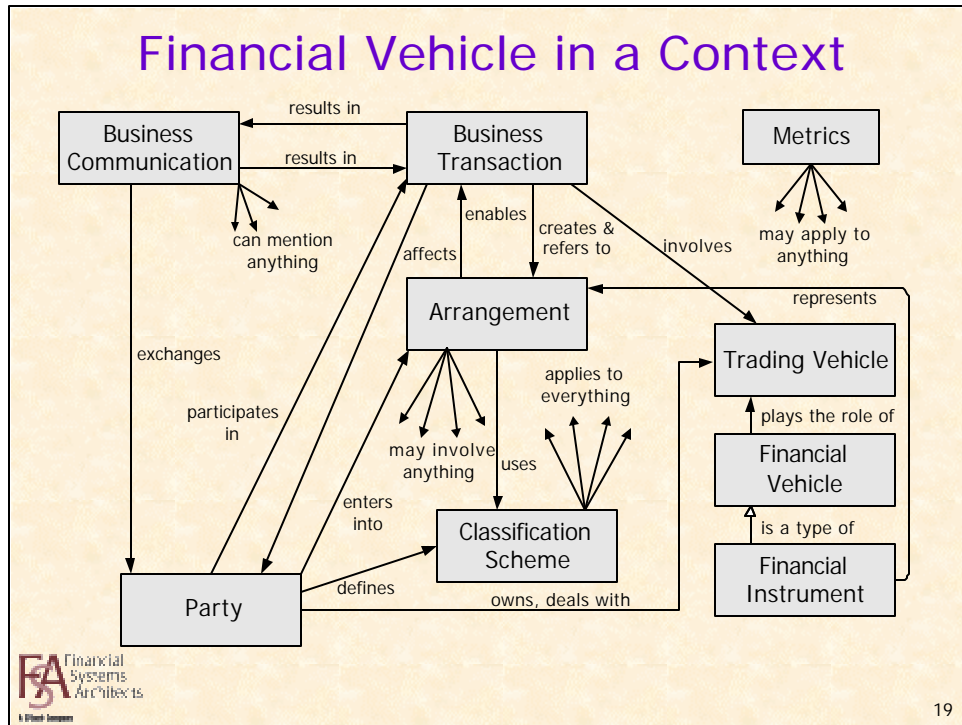 Financial Vehicle in a Context
results in
Business
Communication
results in
Business
Transaction
Metrics
can mention
anything
enables
affects
creates &
refers to
involves
may apply to
anything
represents
Arrangement
exchanges
Trading Vehicle
applies to
everything
participates
in
plays the role of
may involve
anything
uses
Financial
Vehicle
enters
into
Classification
Scheme
is a type of
Financial
Instrument
Party
defines
owns, deals with
FSA
Financial
Systems
Architects
19